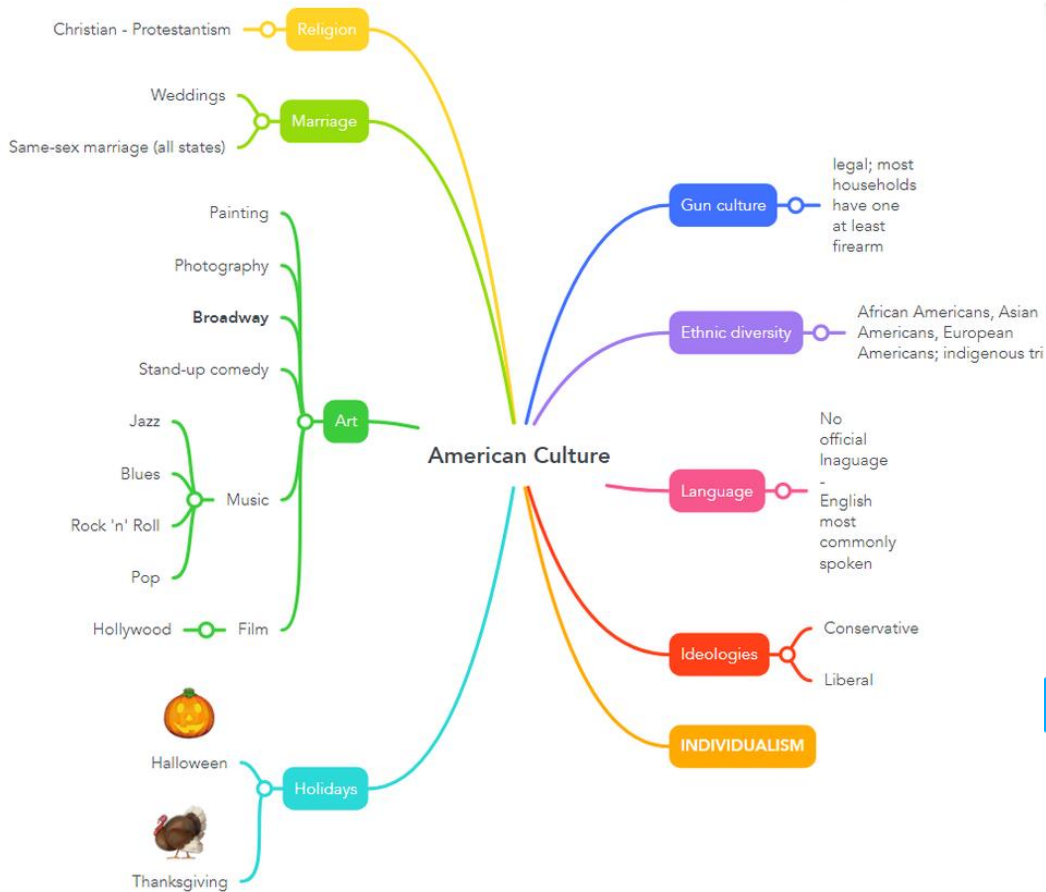 American Culture
Religion
Christian - Protestantism
Marriage
Weddings
Same-sex marriage (all states)
Art
Painting
Photography
Broadway
Stand-up comedy
Music
Jazz
Blues
Rock 'n' Roll
Pop
Film
Hollywood
Holidays
Halloween
Thanksgiving
Gun culture
legal; most
households
have one
at least
firearm
Ethnic diversity
African Americans, Asian
Americans, European
Americans; indigenous tri
Language
No
official
lnaguage
-
English
most
commonly
spoken
Ideologies
Conservative
Liberal
INDIVIDUALISM